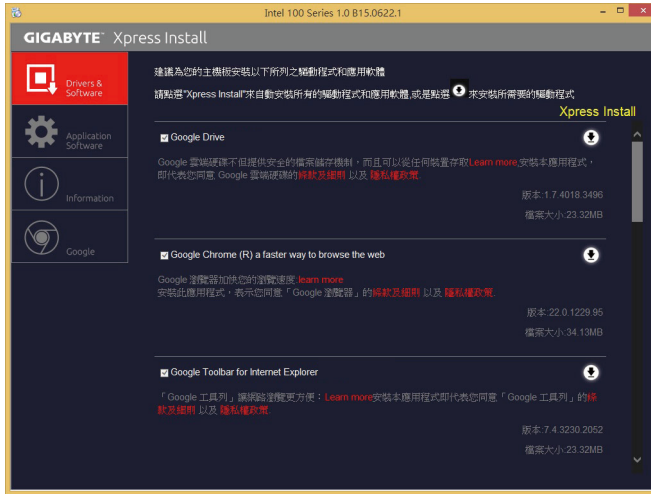 Intel 100 Series 1.0 B15.0622.1
GIGABYTE™ Xpress Install
Drivers & Software
Application Software
Information
Google
建議為您的主機板安裝以下所列之驅動程式和應用軟體
請點選"Xpress Install"來自動安裝所有的驅動程式和應用軟體,或是點選 來安裝所需要的驅動程式
Xpress Install
Google Drive
Google 雲端硬碟不但提供安全的檔案儲存機制,而且可以從任何裝置存取Learn more,安裝本應用程式,
即代表您同意 Google 雲端硬碟的條款及細則 以及 隱私權政策.
版本:1.7.4018.3496
檔案大小:23.32MB
Google Chrome (R) a faster way to browse the web
Google 瀏覽器加快您的瀏覽速度:learn more
安裝此應用程式,表示您同意「Google 瀏覽器」的條款及細則 以及 隱私權政策.
版本:22.0.1229.95
檔案大小:34.13MB
Google Toolbar for Internet Explorer
「Google 工具列」讓網路瀏覽更方便:Learn more安裝本應用程式即代表您同意「Google 工具列」的條
款及細則 以及 隱私權政策.
版本:7.4.3230.2052
檔案大小:23.32MB